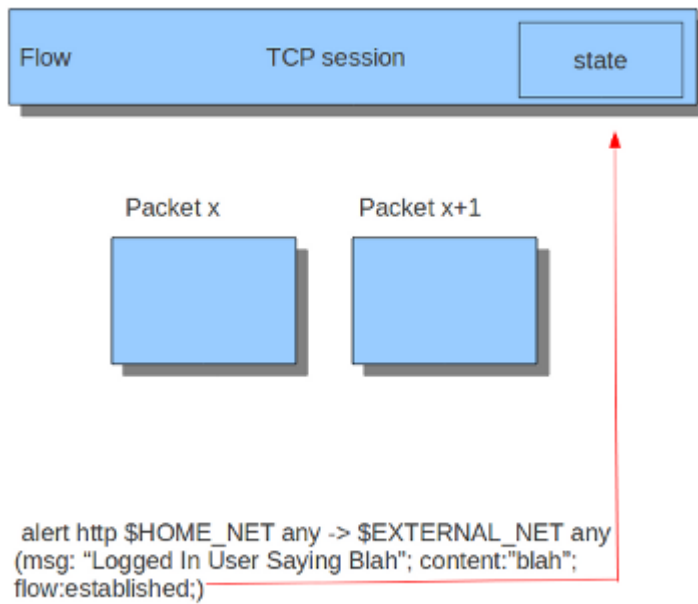 Flow TCP session state
Packet x Packet x+1
alert http $HOME_NET any -> $EXTERNAL_NET any
(msg: “Logged In User Saying Blah"; content:"blah";
flow:established;)